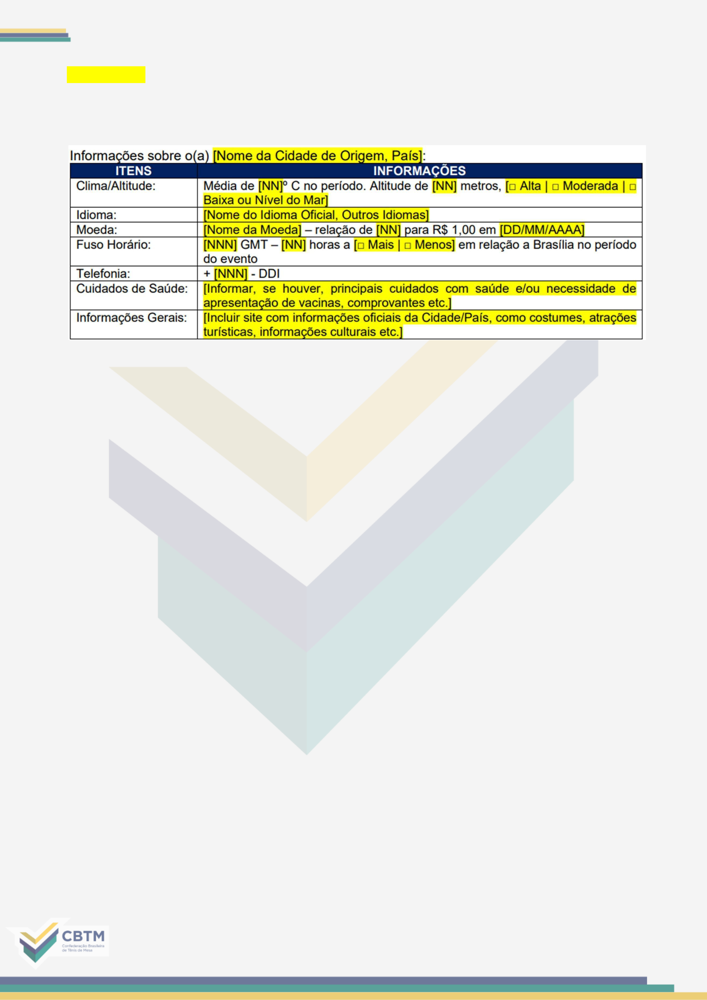 Informações sobre o(a) [Nome da Cidade de Origem, País]:
ITENS INFORMAÇÕES
Clima/Altitude: Média de [NN]º C no período. Altitude de [NN] metros, [□ Alta | □ Moderada | □
Baixa ou Nível do Mar]
Idioma: [Nome do Idioma Oficial, Outros Idiomas]
Moeda: [Nome da Moeda] – relação de [NN] para R$ 1,00 em [DD/MM/AAAA]
Fuso Horário: [NNN] GMT – [NN] horas a [□ Mais | □ Menos] em relação a Brasília no período
do evento
Telefonia: + [NNN] - DDI
Cuidados de Saúde: [Informar, se houver, principais cuidados com saúde e/ou necessidade de
apresentação de vacinas, comprovantes etc.]
Informações Gerais: [Incluir site com informações oficiais da Cidade/País, como costumes, atrações
turísticas, informações culturais etc.]
CBTM
Confederação Brasileira
de Tênis de Mesa